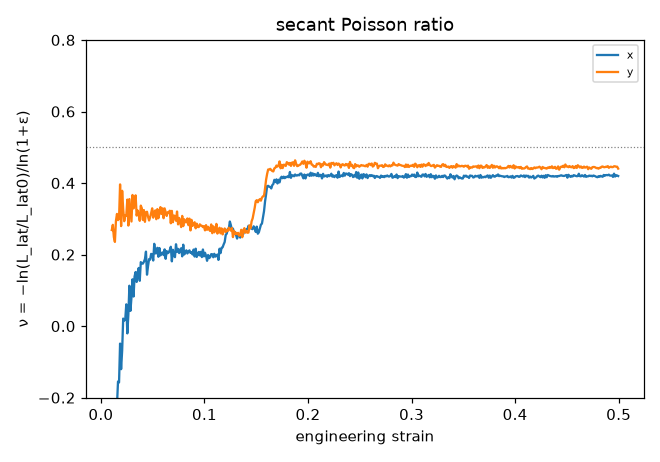 secant Poisson ratio
ν = −ln(L_lat/L_lat0)/ln(1+ε)
0.8
0.6
0.4
0.2
0.0
−0.2
x
y
0.0 0.1 0.2 0.3 0.4 0.5
engineering strain